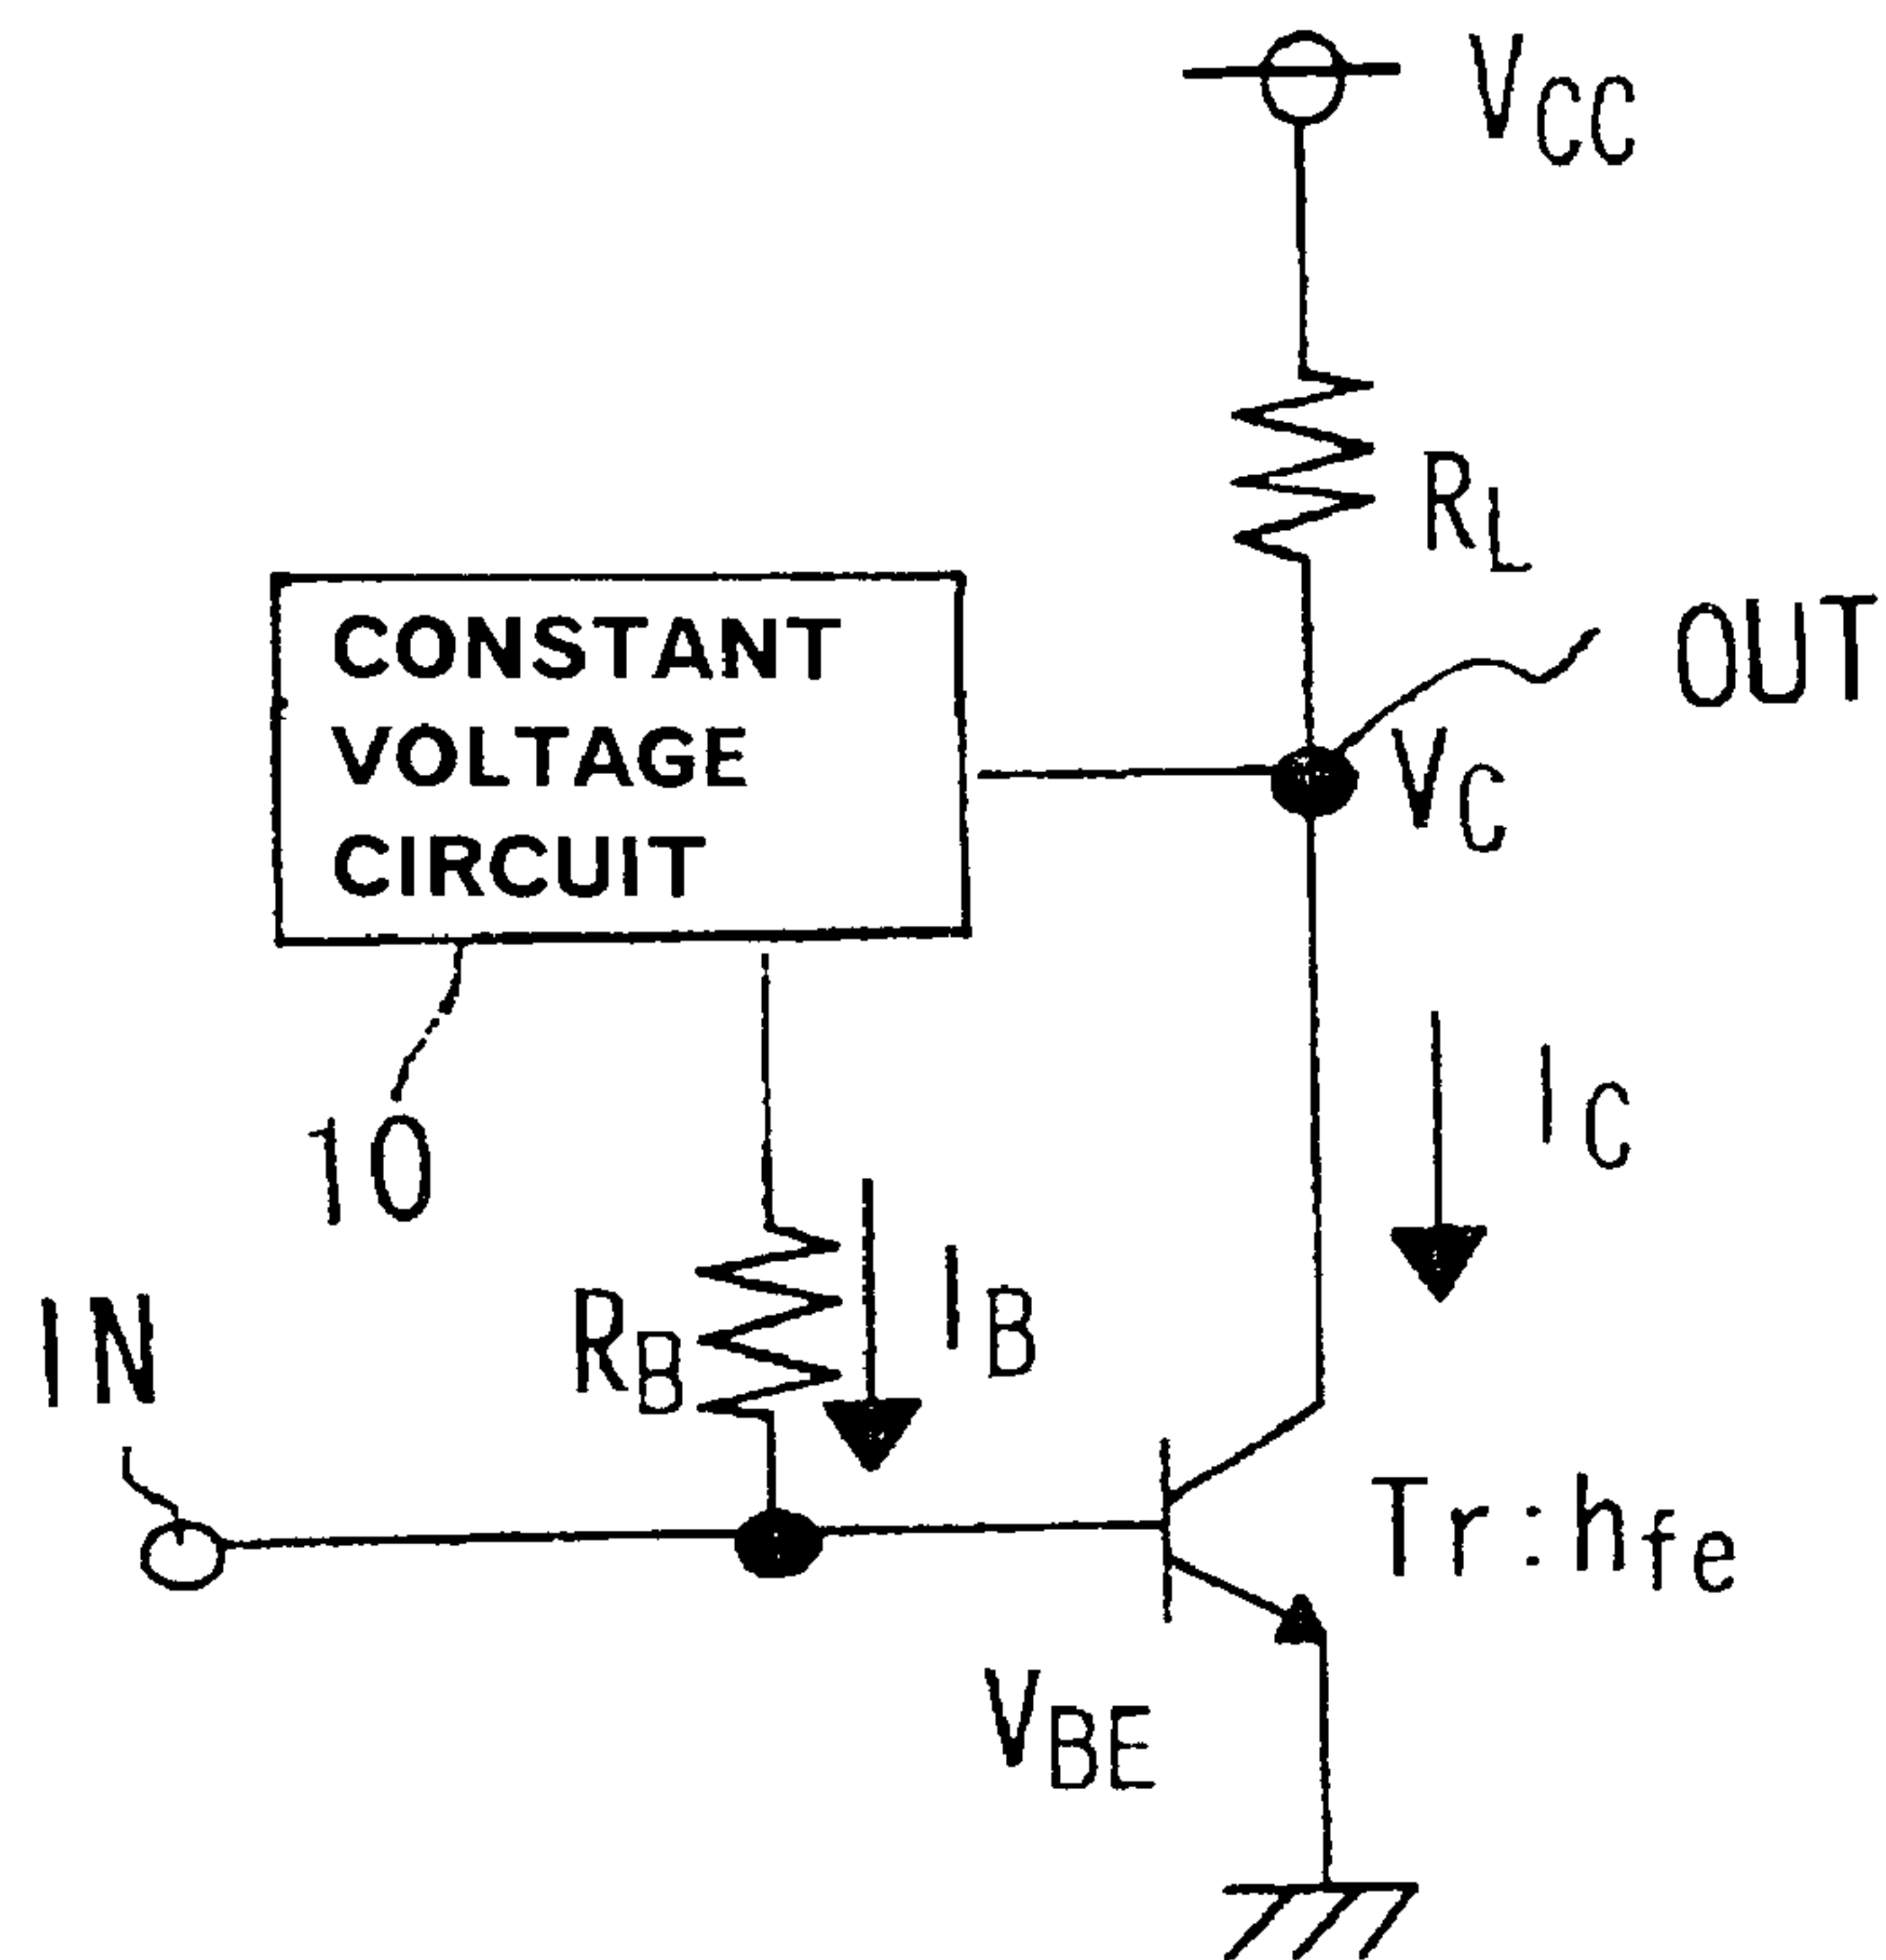 VCC
RL
CONSTANT
VOLTAGE
CIRCUIT
OUT
VC
10
IC
IN
RB
IB
Tr:hfe
VBE